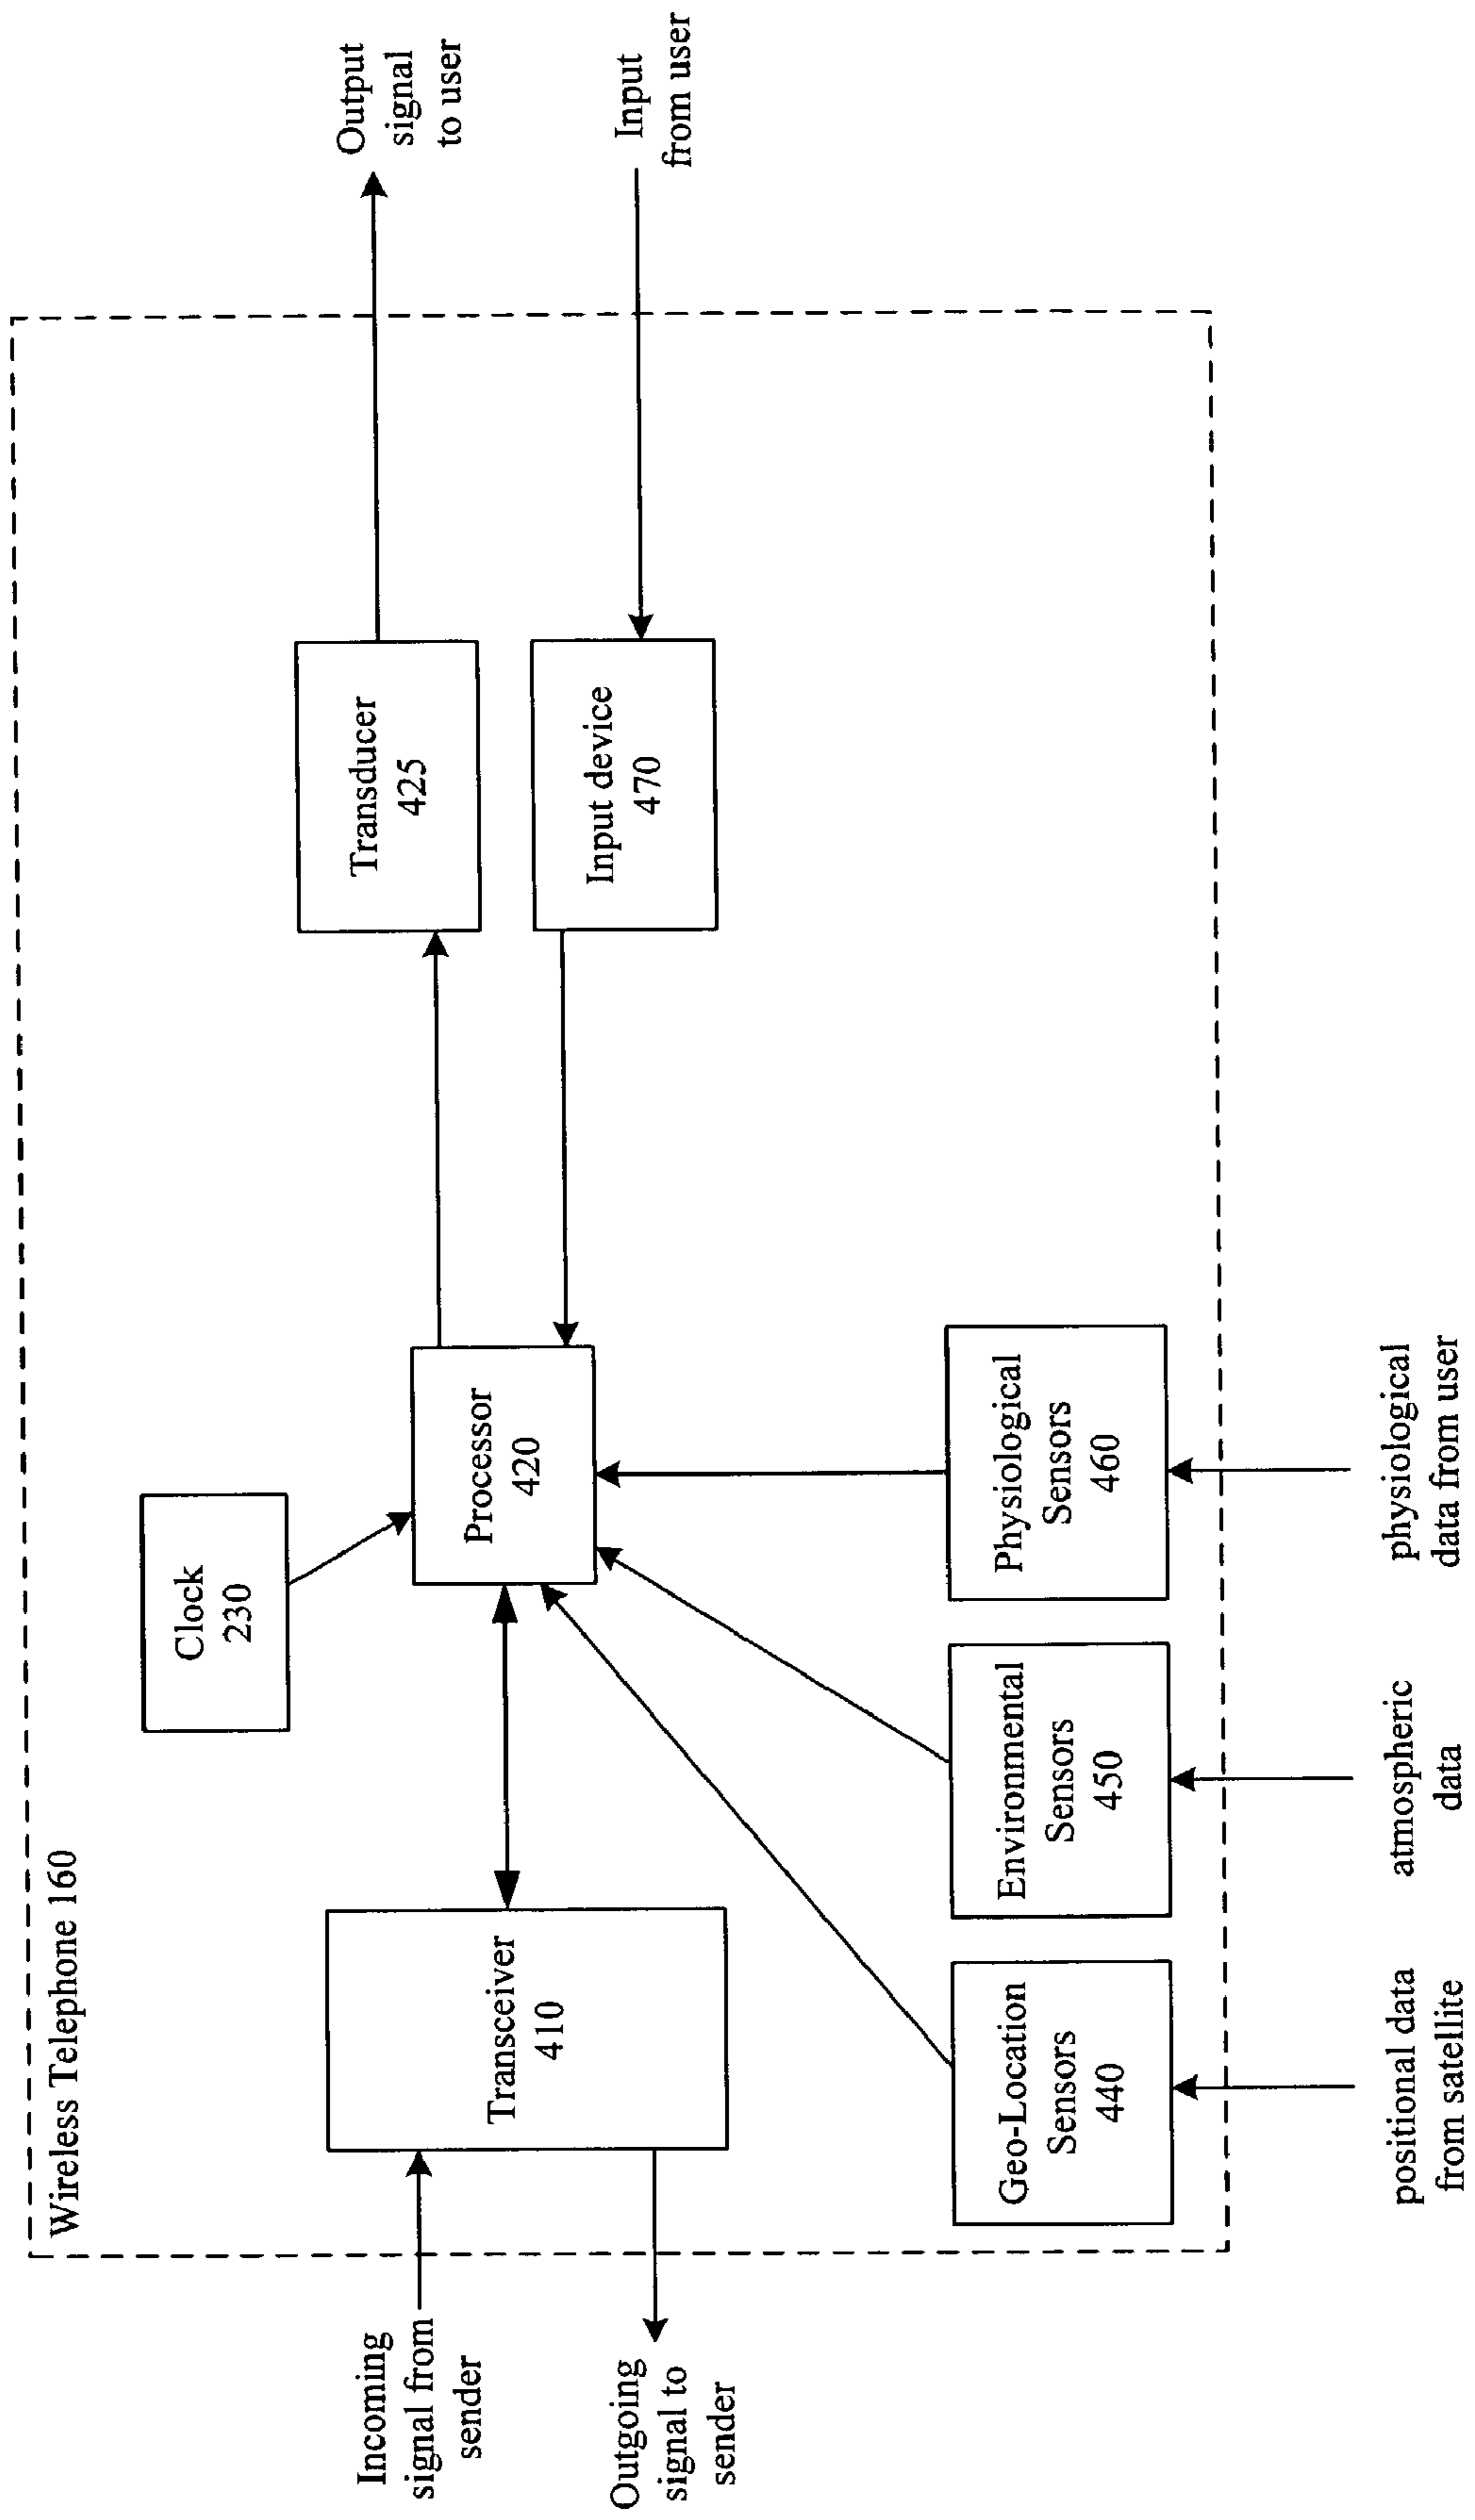 Wireless Telephone 160
Clock
230
Incoming
signal from
sender
Outgoing
signal to
sender
Transceiver
410
Processor
420
Transducer
425
Input device
470
Output
signal
to user
Input
from user
Geo-Location
Sensors
440
Environmental
Sensors
450
Physiological
Sensors
460
positional data
from satellite
atmospheric
data
physiological
data from user